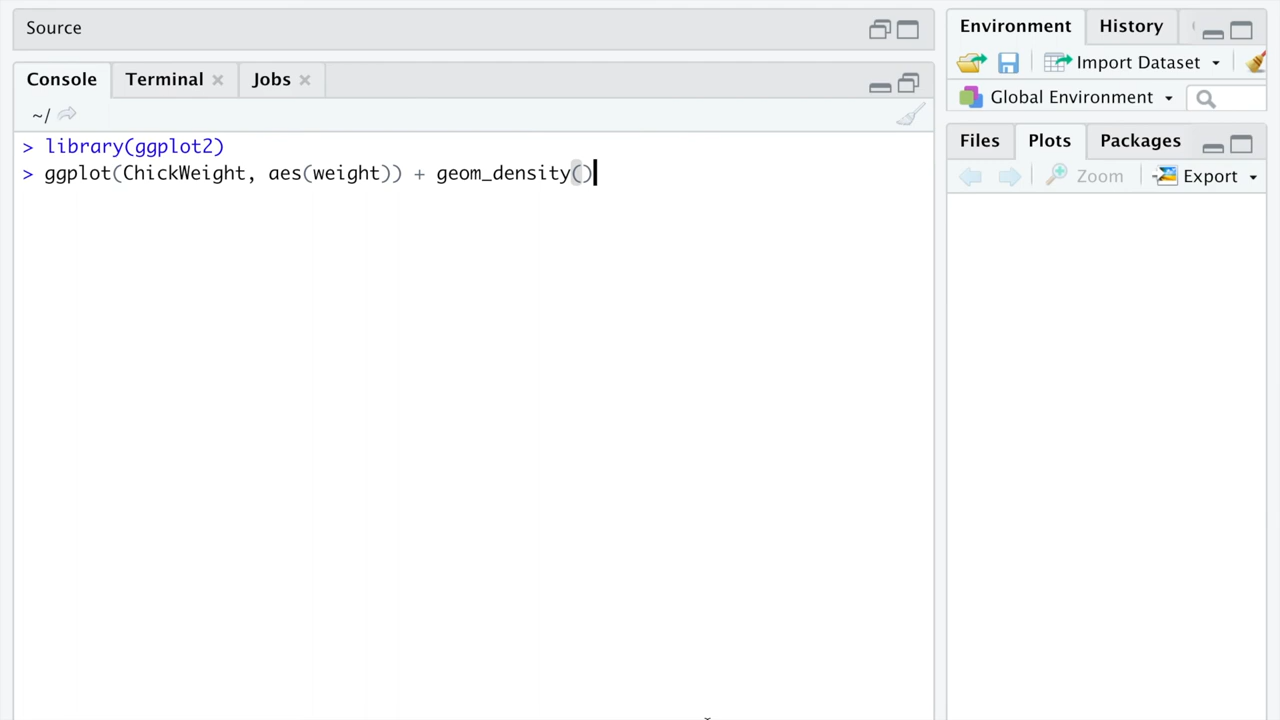 Source
Console
Terminal
Jobs
~/
> library(ggplot2)
> ggplot(ChickWeight, aes(weight)) + geom_density()
Environment
History
Import Dataset
Global Environment
Files
Plots
Packages
Zoom
Export